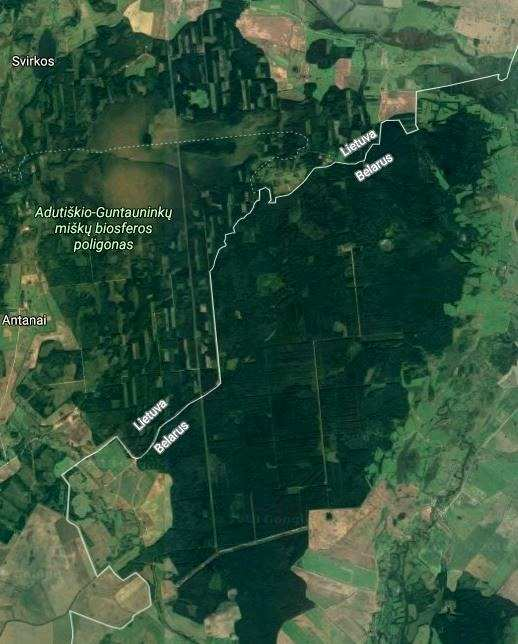 Svirkos
Lietuva
Belarus
Adutiškio-Guntauninkų
miškų biosferos
poligonas
Antanai
Lietuva
Belarus